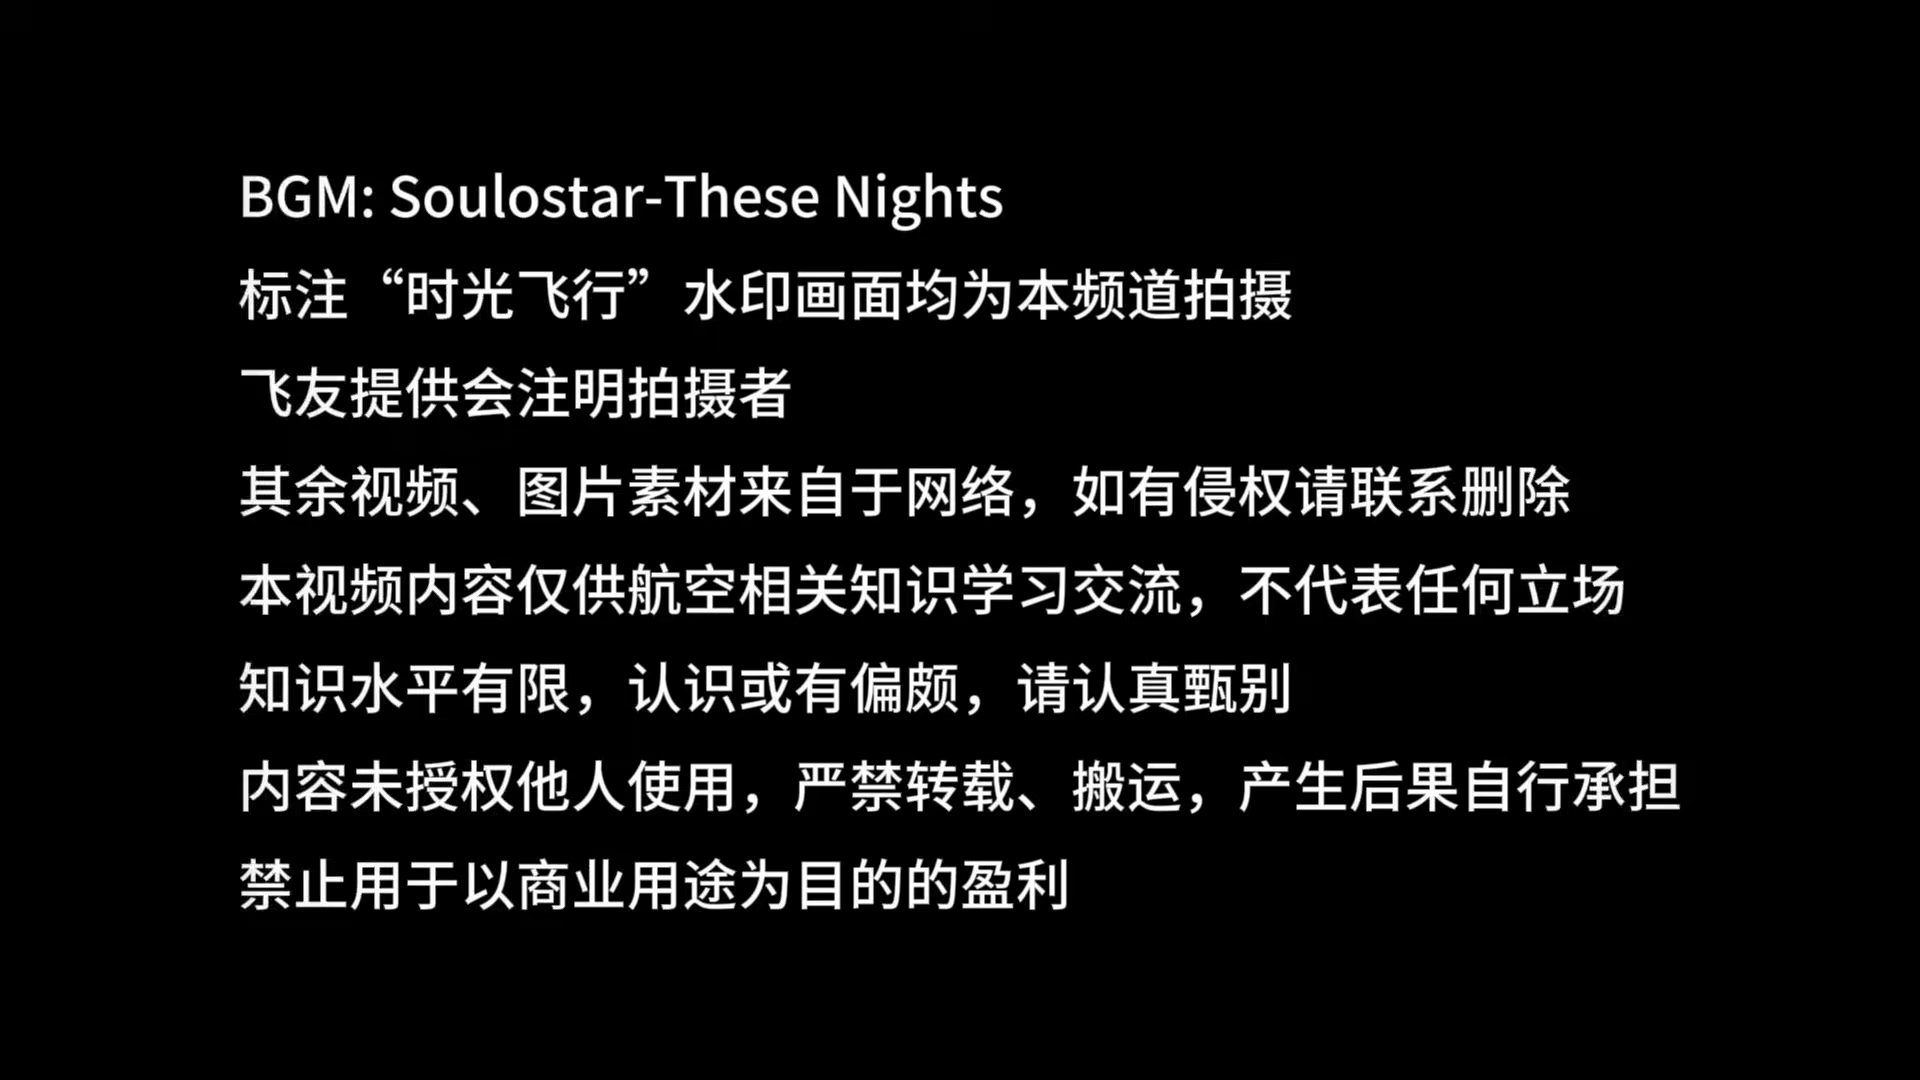 BGM: Soulostar-These Nights
标注“时光飞行”水印画面均为本频道拍摄
飞友提供会注明拍摄者
其余视频、图片素材来自于网络，如有侵权请联系删除
本视频内容仅供航空相关知识学习交流，不代表任何立场
知识水平有限，认识或有偏颇，请认真甄别
内容未授权他人使用，严禁转载、搬运，产生后果自行承担
禁止用于以商业用途为目的的盈利